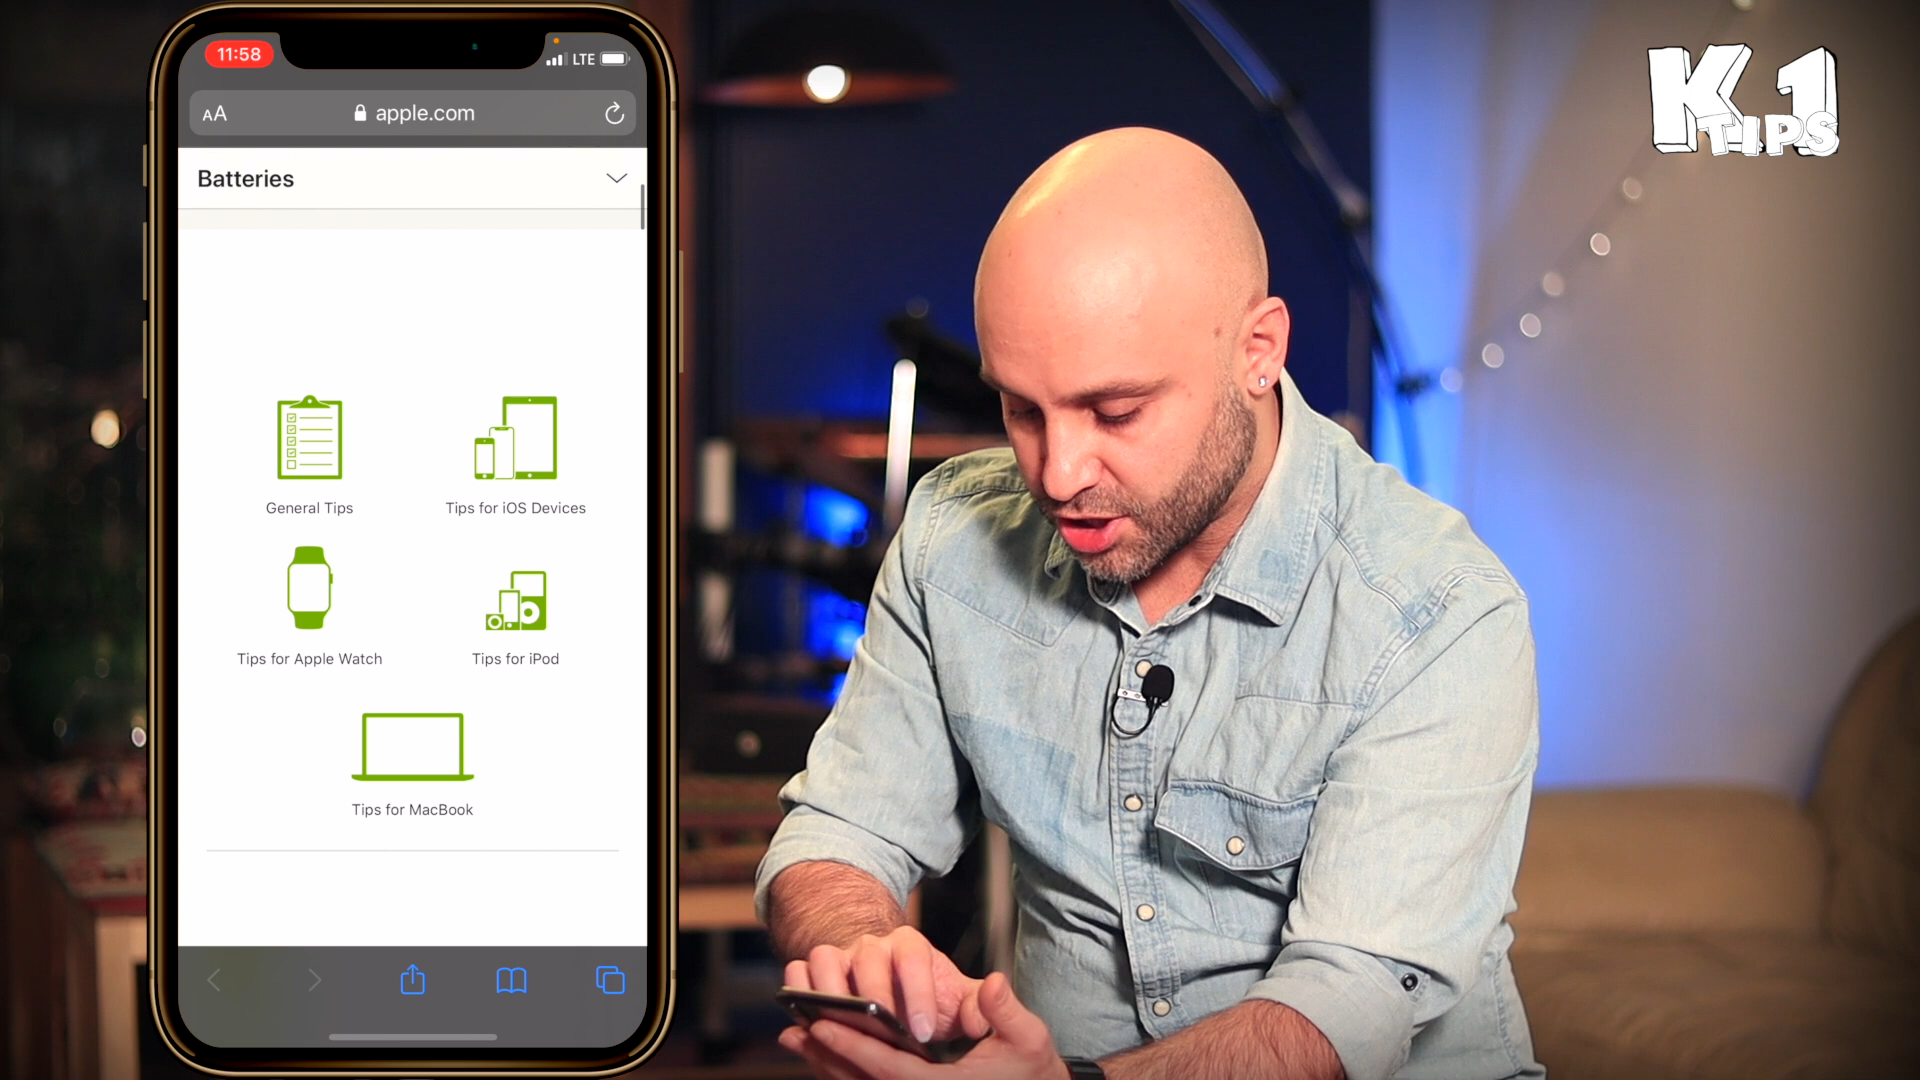 11:58
LTE
AA
apple.com
Batteries
General Tips
Tips for iOS Devices
Tips for Apple Watch
Tips for iPod
Tips for MacBook
K1
TIPS